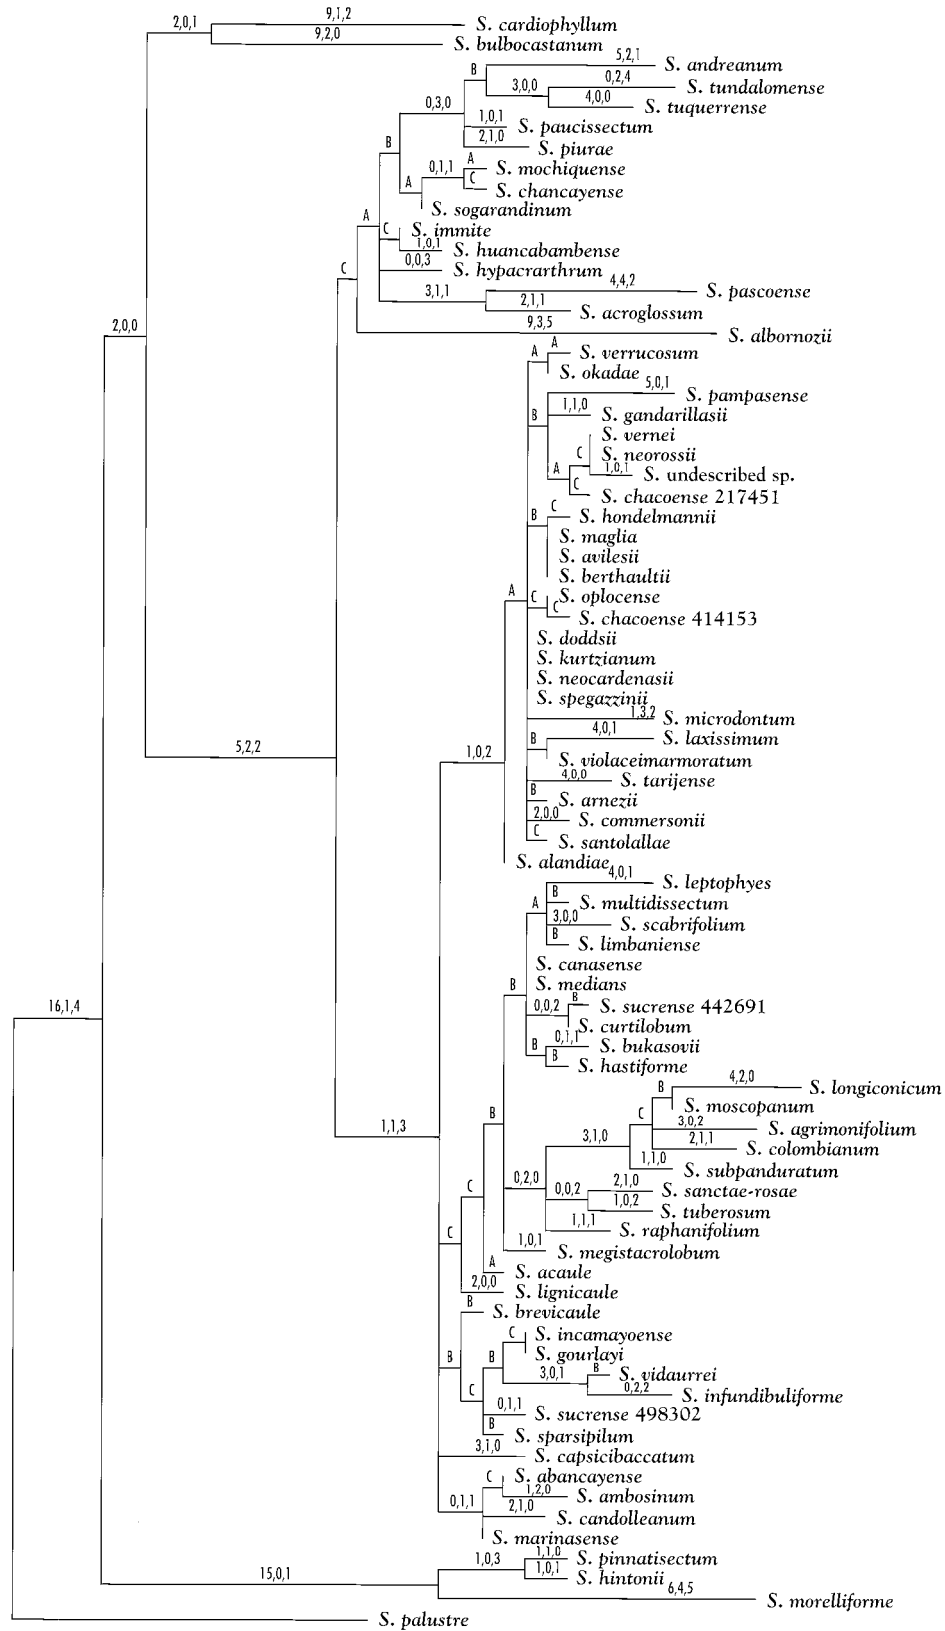 9,1,2
2,0,1 S. cardiophyllum
9,2,0
S. bulbocastanum
5,2,1
B S. andreanum
0,2,4
3,0,0 S. tundalomense
4,0,0
0,3,0 S. tuquerrense
1,0,1
S. paucissectum
2,1,0
B S. piurae
0,1,1 A S. mochiquense
A C S. chancayense
S. sogarandinum
A
C S. immite
1,0,1
S. huancabambense
0,0,3
C S. hypacrarthrum
4,4,2
3,1,1 S. pascoense
2,1,1
S. acroglossum
9,3,5
2,0,0 S. albornozii
A A S. verrucosum
S. okadae
5,0,1
S. pampasense
1,1,0
B S. gandarillasii
S. vernei
C S. neorossii
1,0,1
A S. undescribed sp.
C S. chacoense 217451
C
B S. hondelmannii
S. maglia
S. avilesii
S. berthaultii
A C S. oplocense
C S. chacoense 414153
S. doddsii
S. kurtzianum
S. neocardenasii
S. spegazzinii
1,3,2
S. microdontum
4,0,1
B S. laxissimum
5,2,2 1,0,2
S. violaceimarmoratum
4,0,0
S. tarijense
B S. arnezii
2,0,0
S. commersonii
C S. santolallae
S. alandiae
4,0,1
S. leptophyes
A B S. multidissectum
3,0,0
S. scabrifolium
B S. limbaniense
S. canasense
B S. medians
0,0,2 B S. sucrense 442691
16,1,4
S. curtilobum
0,1,1
B S. bukasovii
B S. hastiforme
4,2,0
B S. longiconicum
S. moscopanum
3,0,2
B C S. agrimonifolium
2,1,1
1,1,3 3,1,0 S. colombianum
1,1,0
S. subpanduratum
2,1,0
C 0,2,0 0,0,2 S. sanctae-rosae
1,0,2
S. tuberosum
1,1,1
C S. raphanifolium
1,0,1
S. megistacrolobum
A S. acaule
2,0,0
S. lignicaule
B S. brevicaule
C S. incamayoense
B B S. gourlayi
3,0,1 B S. vidaurrei
0,2,2
C S. infundibuliforme
0,1,1
S. sucrense 498302
B S. sparsipilum
3,1,0
S. capsicibaccatum
C S. abancayense
1,2,0
0,1,1 S. ambosinum
2,1,0
S. candolleanum
S. marinasense
1,1,0
1,0,3 S. pinnatisectum
1,0,1
15,0,1 S. hintonii
6,4,5
S. morelliforme
S. palustre